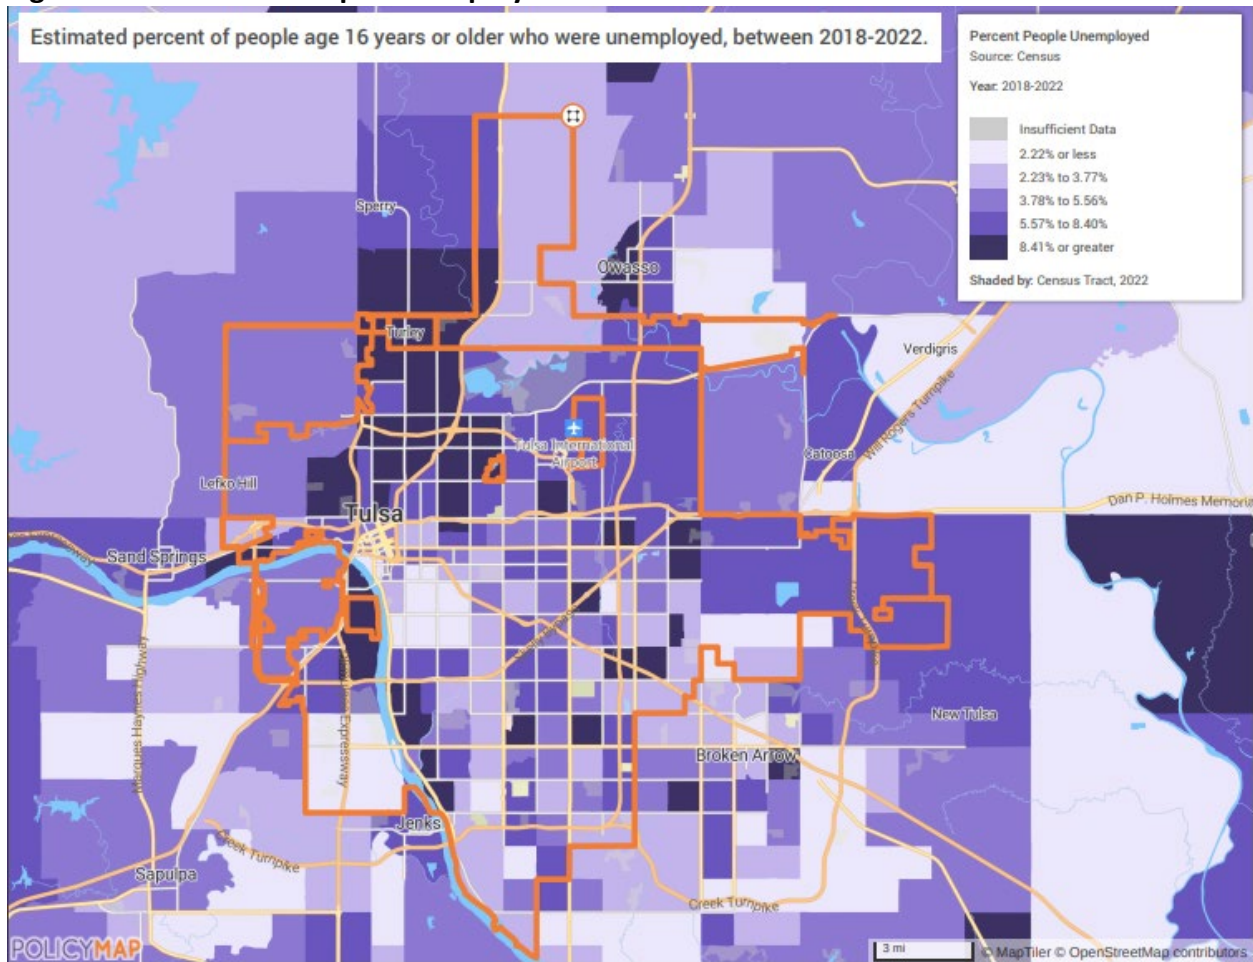 Estimated percent of people age 16 years or older who were unemployed, between 2018-2022.
Percent People Unemployed
Source: Census
Year: 2018-2022
Insufficient Data
2.22% or less
2.23% to 3.77%
3.78% to 5.56%
5.57% to 8.40%
8.41% or greater
Shaded by: Census Tract, 2022
Sperry
Owasso
Turley
Verdigris
Will Rogers Turnpike
Tulsa International
Airport
Catoosa
Lefko Hill
Dan P. Holmes Memoria
Tulsa
Sand Springs
Marques Haynes Highway
Expressway
New Tulsa
Broken Arrow
Jenks
Creek Turnpike
Sapulpa
Creek Turnpike
POLICYMAP
3 mi
© MapTiler © OpenStreetMap contributors